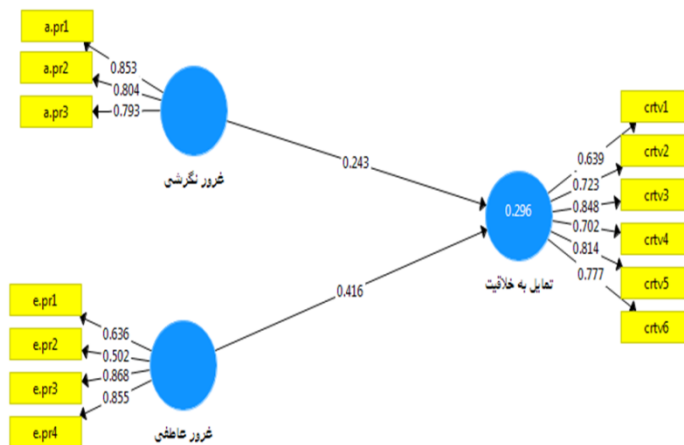 a.pr1
a.pr2
a.pr3
0.853
0.804
0.793
غرور نگرشی
0.243
e.pr1
e.pr2
e.pr3
e.pr4
0.636
0.502
0.868
0.855
غرور عاطفی
0.416
0.296
تمایل به خلاقیت
0.639
0.723
0.848
0.702
0.814
0.777
crtv1
crtv2
crtv3
crtv4
crtv5
crtv6